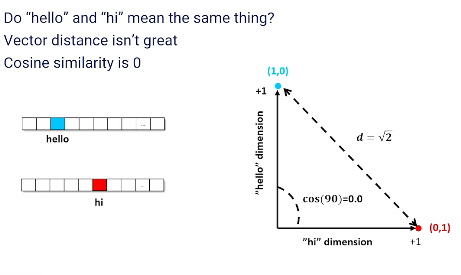 Do “hello” and “hi” mean the same thing?
Vector distance isn’t great
Cosine similarity is 0
(1,0)
+1
...
hello
"hello" dimension
d = √2
...
hi
cos(90)=0.0
(0,1)
"hi" dimension
+1